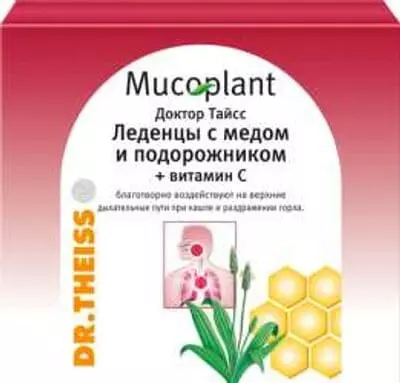 Mucoplant
Доктор Тайсс
Леденцы с медом
и подорожником
+ витамин С
благотворно воздействуют на верхние
дыхательные пути при кашле и раздражении горла.
DR.THEISS